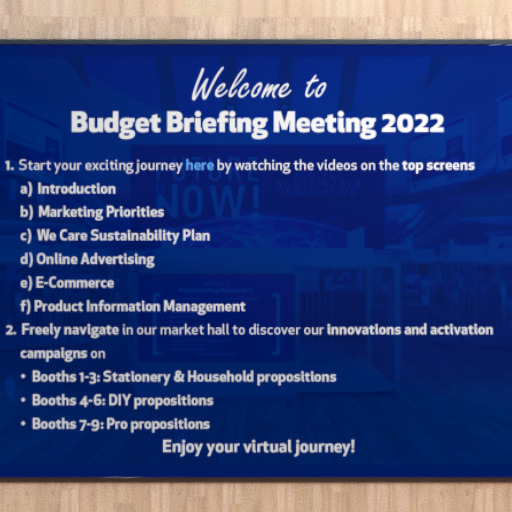 Welcome to
Budget Briefing Meeting 2022
1. Start your exciting journey here by watching the videos on the top screens
a) Introduction
b) Marketing Priorities
c) We Care Sustainability Plan
d) Online Advertising
e) E-Commerce
f) Product Information Management
2. Freely navigate in our market hall to discover our innovations and activation
campaigns on
• Booths 1-3: Stationery & Household propositions
• Booths 4-6: DIY propositions
• Booths 7-9: Pro propositions
Enjoy your virtual journey!